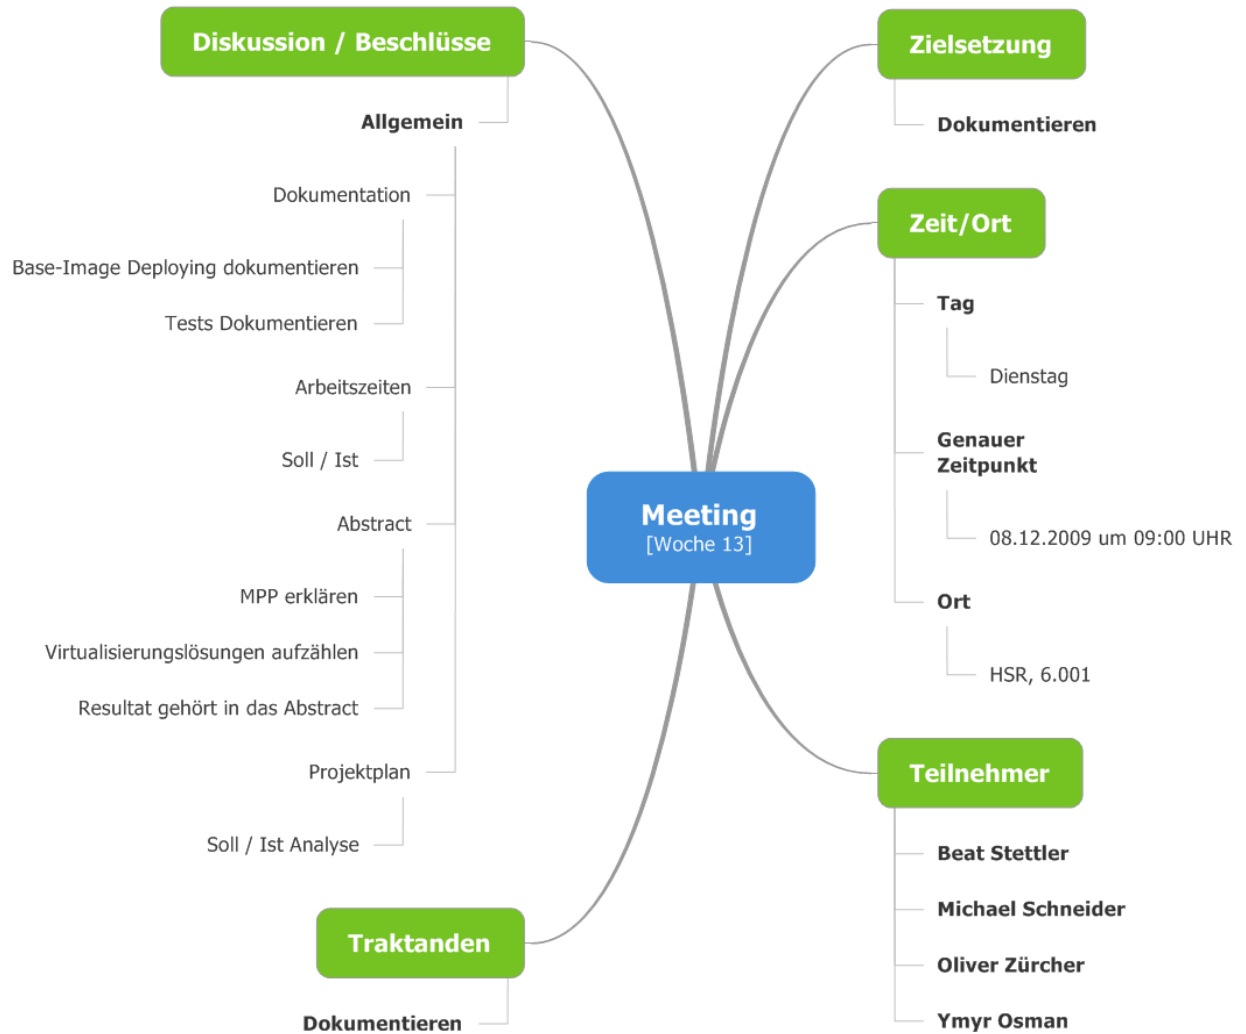 Diskussion / Beschlüsse
Allgemein
Dokumentation
Base-Image Deploying dokumentieren
Tests Dokumentieren
Arbeitszeiten
Soll / Ist
Abstract
MPP erklären
Virtualisierungslösungen aufzählen
Resultat gehört in das Abstract
Projektplan
Soll / Ist Analyse
Traktanden
Dokumentieren
Meeting
[Woche 13]
Zielsetzung
Dokumentieren
Zeit/Ort
Tag
Dienstag
Genauer
Zeitpunkt
08.12.2009 um 09:00 UHR
Ort
HSR, 6.001
Teilnehmer
Beat Stettler
Michael Schneider
Oliver Zürcher
Ymyr Osman